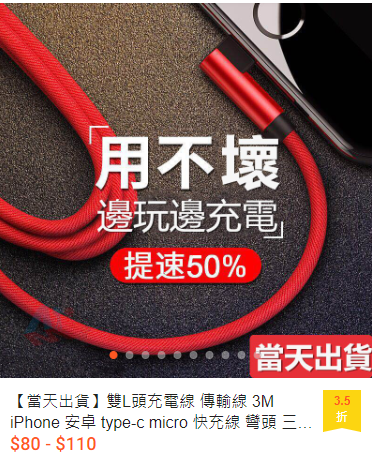 「用不壞
邊玩邊充電」
提速50%
當天出貨
【當天出貨】雙L頭充電線 傳輸線 3M
iPhone 安卓 type-c micro 快充線 彎頭 三...
3.5
折
$80 - $110